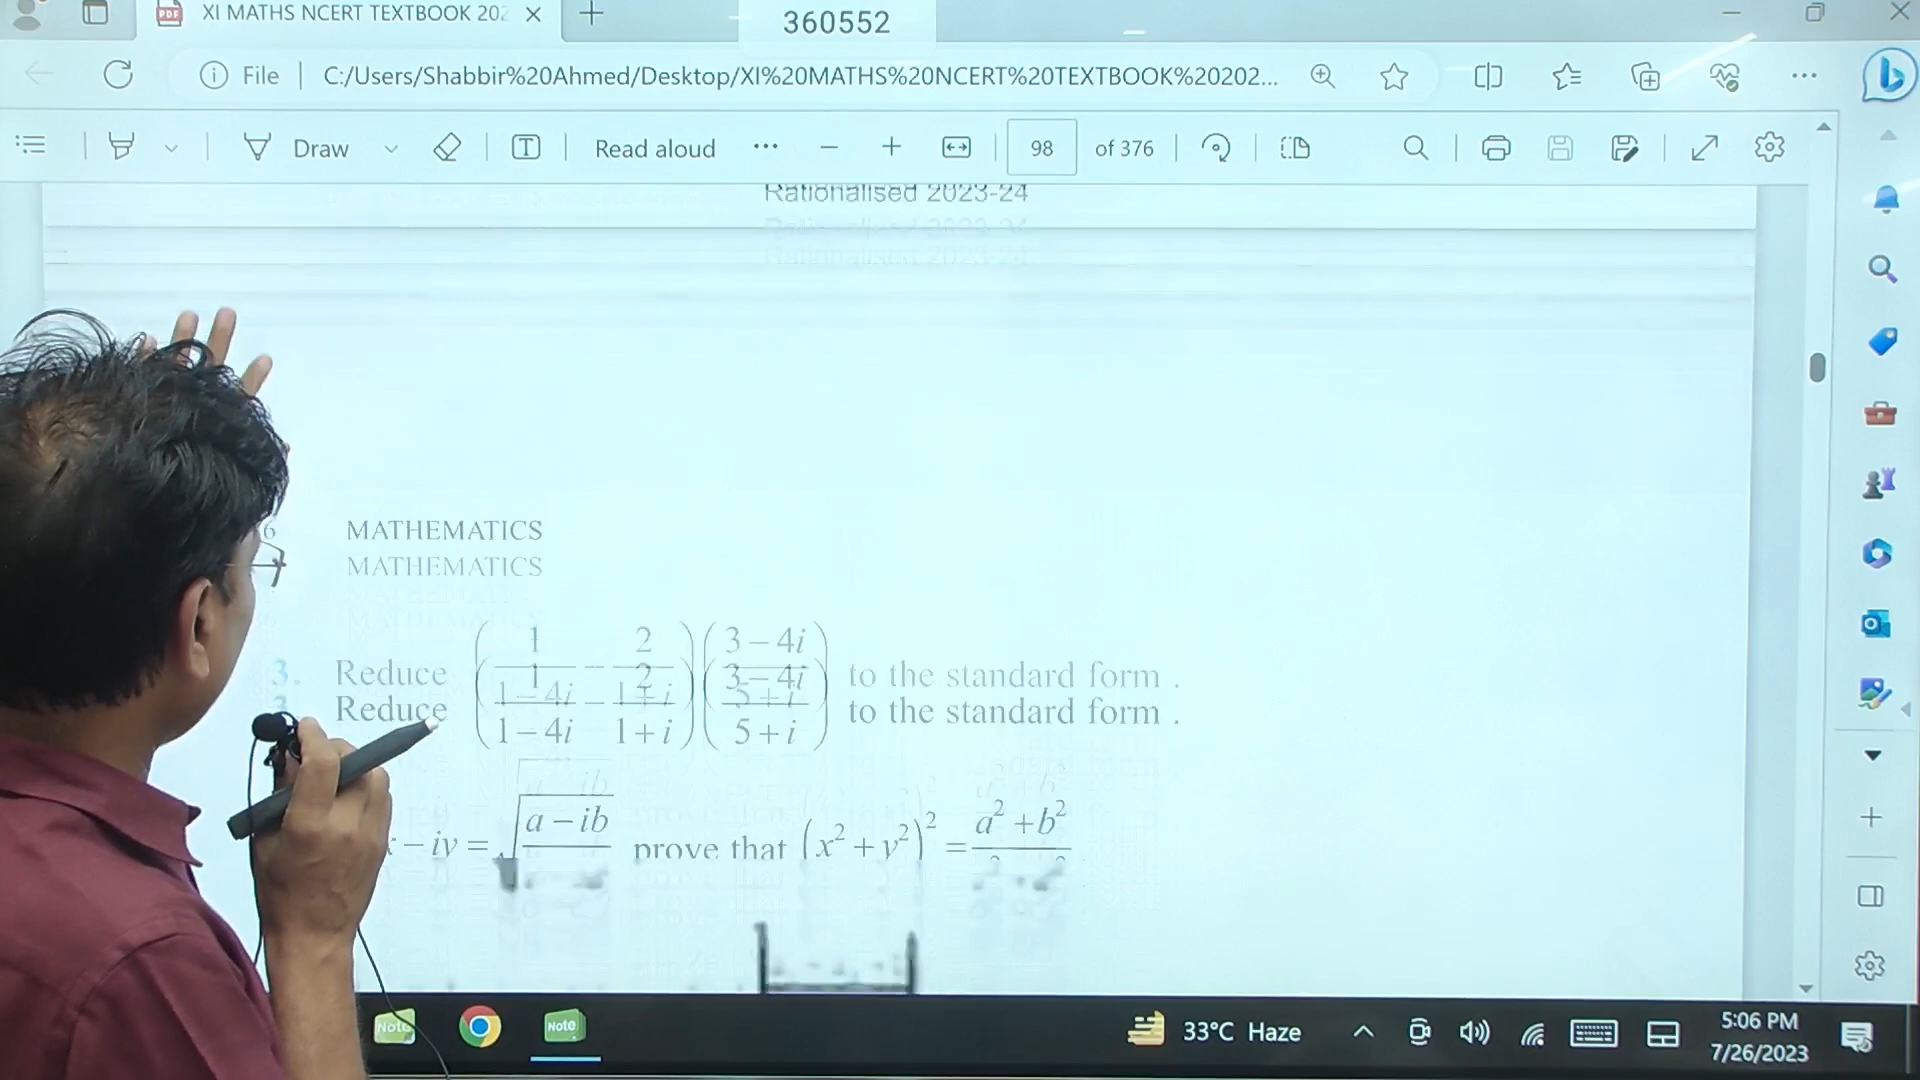 XI MATHS NCERT TEXTBOOK 202
360552
File | C:/Users/Shabbir%20Ahmed/Desktop/XI%20MATHS%20NCERT%20TEXTBOOK%20202...
Draw Read aloud ... 98 of 376
Rationalised 2023-24
6 MATHEMATICS
MATHEMATICS
3. Reduce (1/(1-4i) - 2/(1+i)) ((3-4i)/(5+i)) to the standard form .
Reduce (1/(1-4i) - 2/(1+i)) ((3-4i)/(5+i)) to the standard form .
- iy = √(a-ib) prove that (x² + y²)² = a² + b²
Note Note 33°C Haze 5:06 PM
7/26/2023